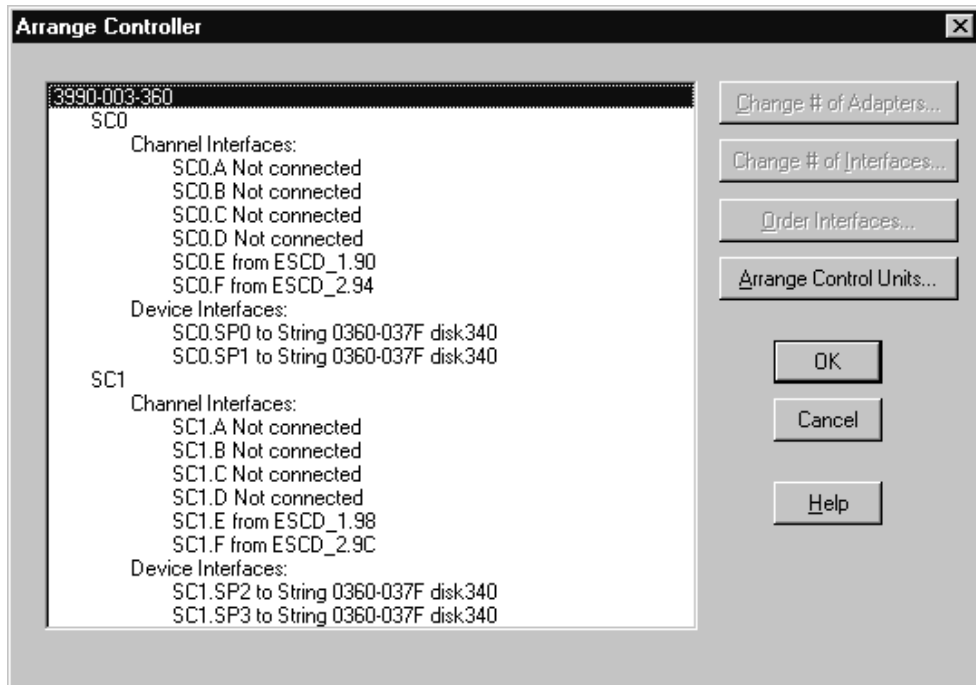 Arrange Controller
3990-003-360
SC0
Channel Interfaces:
SC0.A Not connected
SC0.B Not connected
SC0.C Not connected
SC0.D Not connected
SC0.E from ESCD_1.90
SC0.F from ESCD_2.94
Device Interfaces:
SC0.SP0 to String 0360-037F disk340
SC0.SP1 to String 0360-037F disk340
SC1
Channel Interfaces:
SC1.A Not connected
SC1.B Not connected
SC1.C Not connected
SC1.D Not connected
SC1.E from ESCD_1.98
SC1.F from ESCD_2.9C
Device Interfaces:
SC1.SP2 to String 0360-037F disk340
SC1.SP3 to String 0360-037F disk340
Change # of Adapters...
Change # of Interfaces...
Order Interfaces...
Arrange Control Units...
OK
Cancel
Help